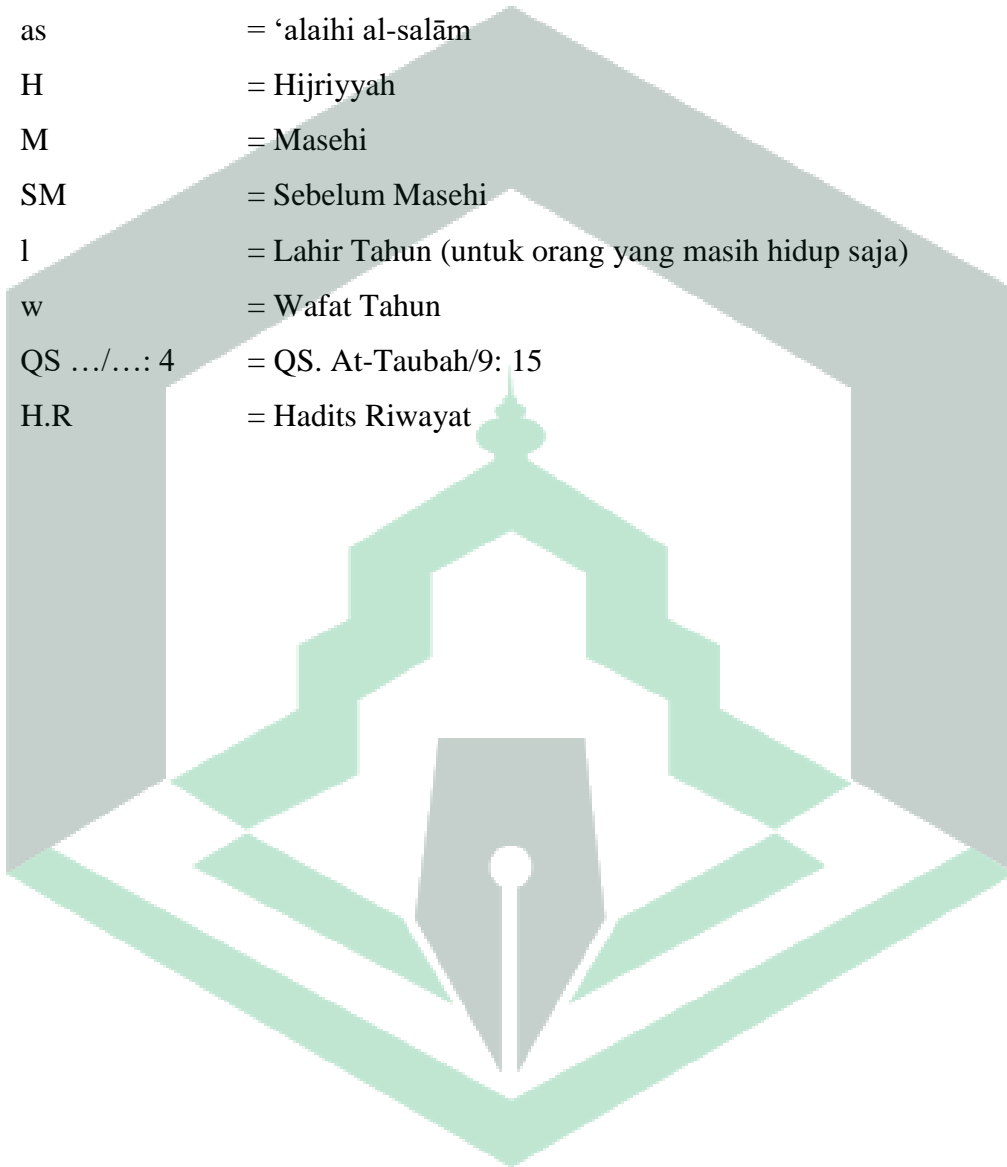 as = ‘alaihi al-salām
H = Hijriyyah
M = Masehi
SM = Sebelum Masehi
l = Lahir Tahun (untuk orang yang masih hidup saja)
w = Wafat Tahun
QS …/…: 4 = QS. At-Taubah/9: 15
H.R = Hadits Riwayat